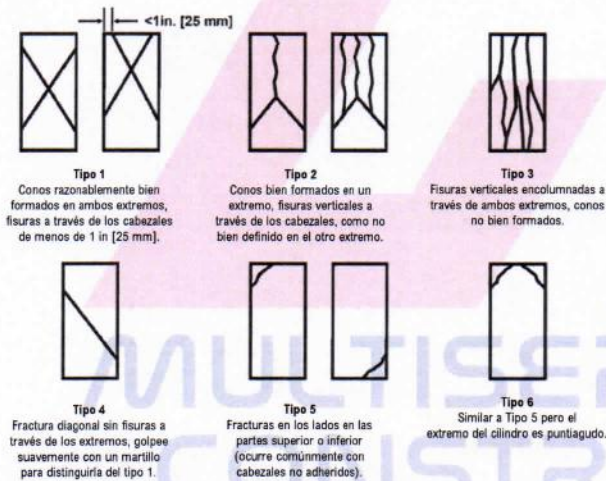 <1in. [25 mm]
Tipo 1
Conos razonablemente bien
formados en ambos extremos,
fisuras a través de los cabezales
de menos de 1 in [25 mm].
Tipo 2
Conos bien formados en un
extremo, fisuras verticales a
través de los cabezales, como no
bien definido en el otro extremo.
Tipo 3
Fisuras verticales encolumnadas a
través de ambos extremos, conos
no bien formados.
Tipo 4
Fractura diagonal sin fisuras a
través de los extremos, golpee
suavemente con un martillo
para distinguirla del tipo 1.
Tipo 5
Fracturas en los lados en las
partes superior o inferior
(ocurre comúnmente con
cabezales no adheridos).
Tipo 6
Similar a Tipo 5 pero el
extremo del cilindro es puntiagudo.
MULTISE
CONSTR